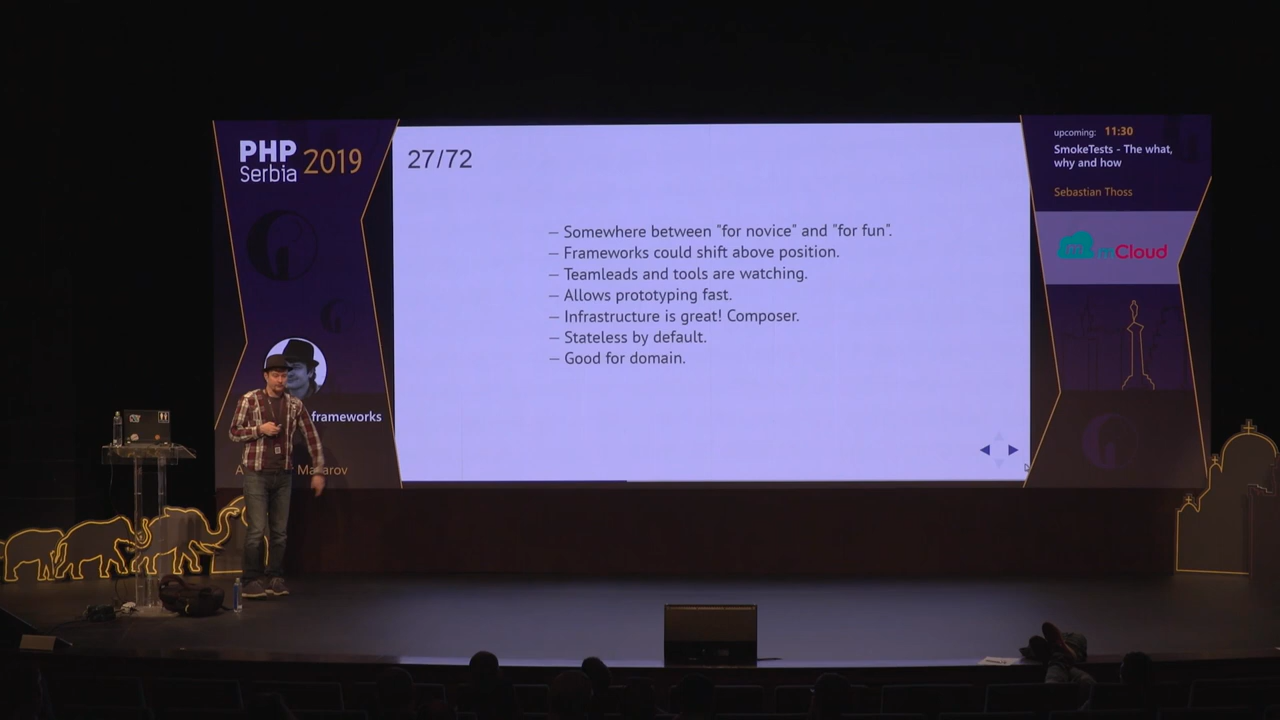 PHP
Serbia
2019
27/72
– Somewhere between "for novice" and "for fun".
– Frameworks could shift above position.
– Teamleads and tools are watching.
– Allows prototyping fast.
– Infrastructure is great! Composer.
– Stateless by default.
– Good for domain.
frameworks
upcoming: 11:30
SmokeTests - The what,
why and how
Sebastian Thoss
mCloud